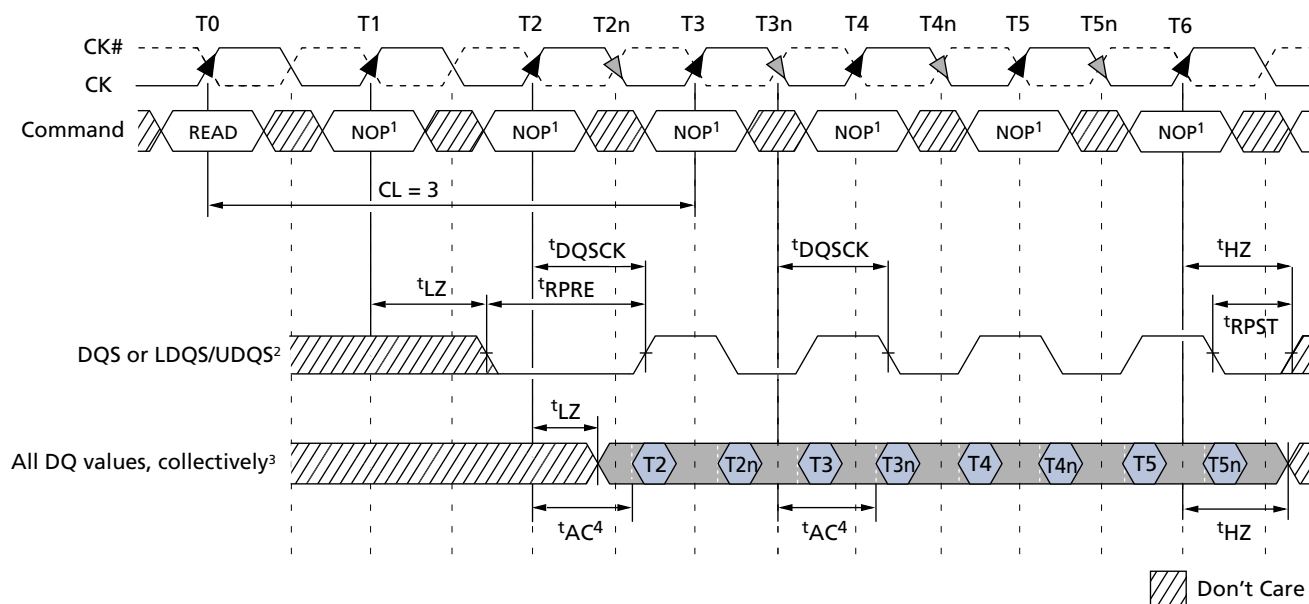 T0 T1 T2 T2n T3 T3n T4 T4n T5 T5n T6
CK#
CK
Command READ NOP¹ NOP¹ NOP¹ NOP¹ NOP¹ NOP¹
CL = 3
ᵗDQSCK ᵗDQSCK ᵗHZ
ᵗLZ ᵗRPRE
ᵗRPST
DQS or LDQS/UDQS²
ᵗLZ
All DQ values, collectively³ T2 T2n T3 T3n T4 T4n T5 T5n
ᵗAC⁴ ᵗAC⁴ ᵗHZ
Don't Care